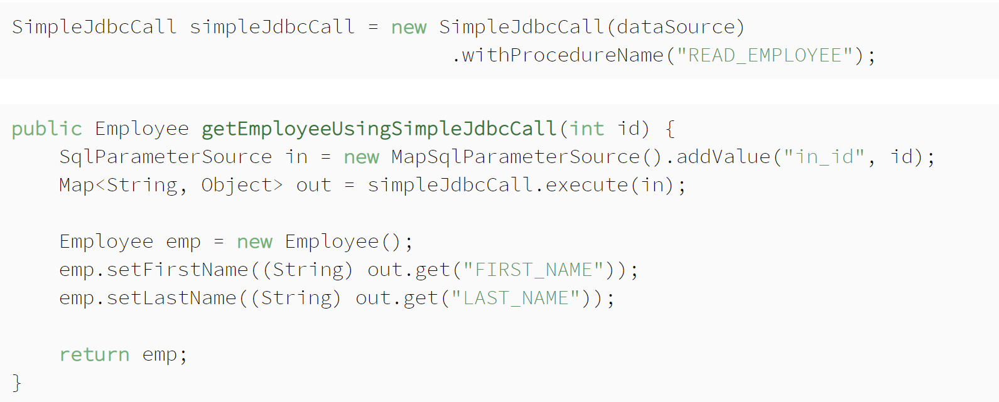 SimpleJdbcCall simpleJdbcCall = new SimpleJdbcCall(dataSource)
                                     .withProcedureName("READ_EMPLOYEE");
public Employee getEmployeeUsingSimpleJdbcCall(int id) {
    SqlParameterSource in = new MapSqlParameterSource().addValue("in_id", id);
    Map<String, Object> out = simpleJdbcCall.execute(in);
    Employee emp = new Employee();
    emp.setFirstName((String) out.get("FIRST_NAME"));
    emp.setLastName((String) out.get("LAST_NAME"));
    return emp;
}